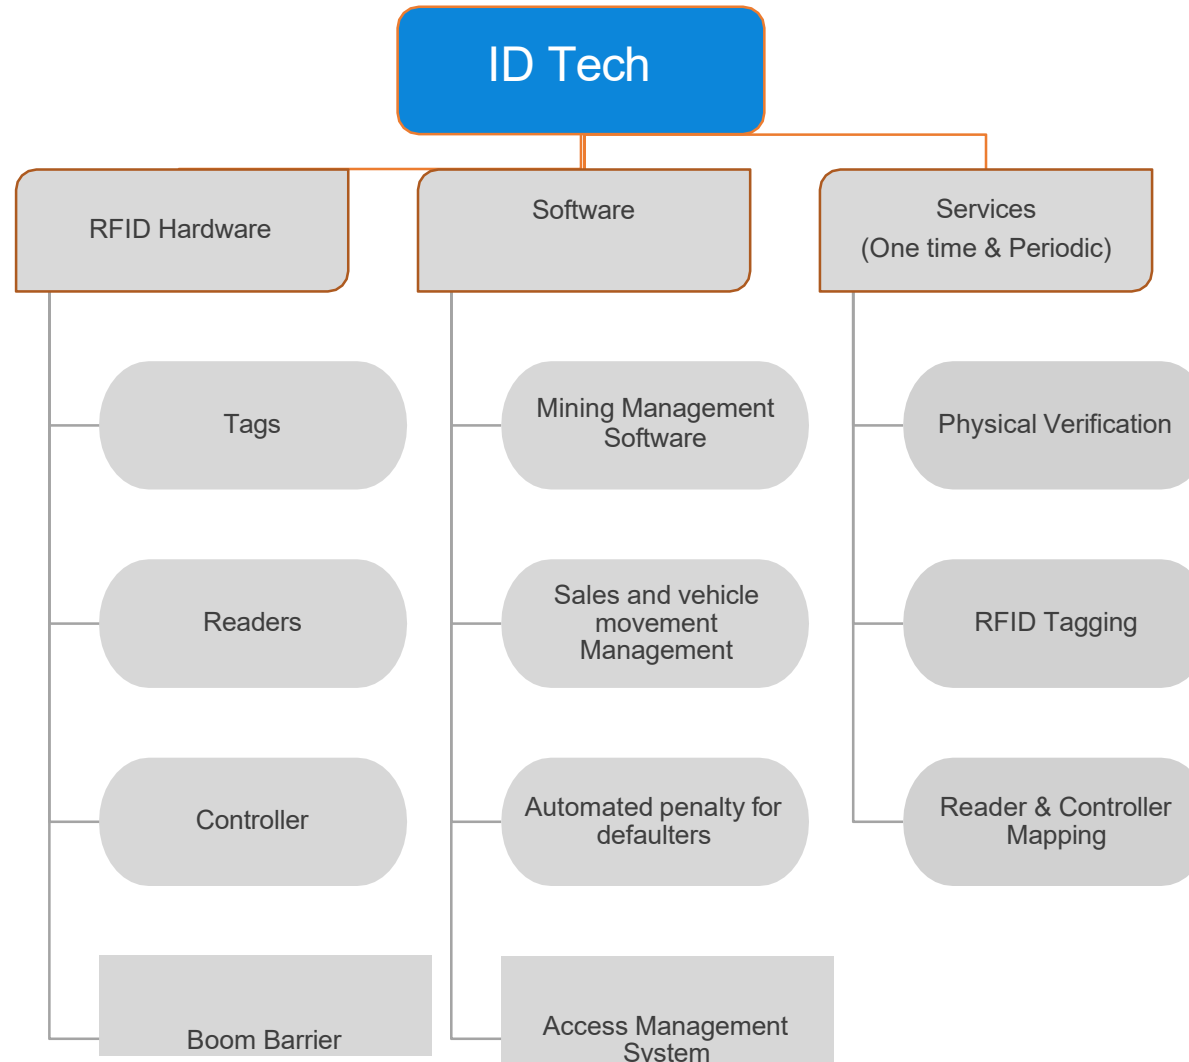 ID Tech
RFID Hardware
Software
Services
(One time & Periodic)
Tags
Mining Management
Software
Physical Verification
Readers
Sales and vehicle
movement
Management
RFID Tagging
Controller
Automated penalty for
defaulters
Reader & Controller
Mapping
Boom Barrier
Access Management
System